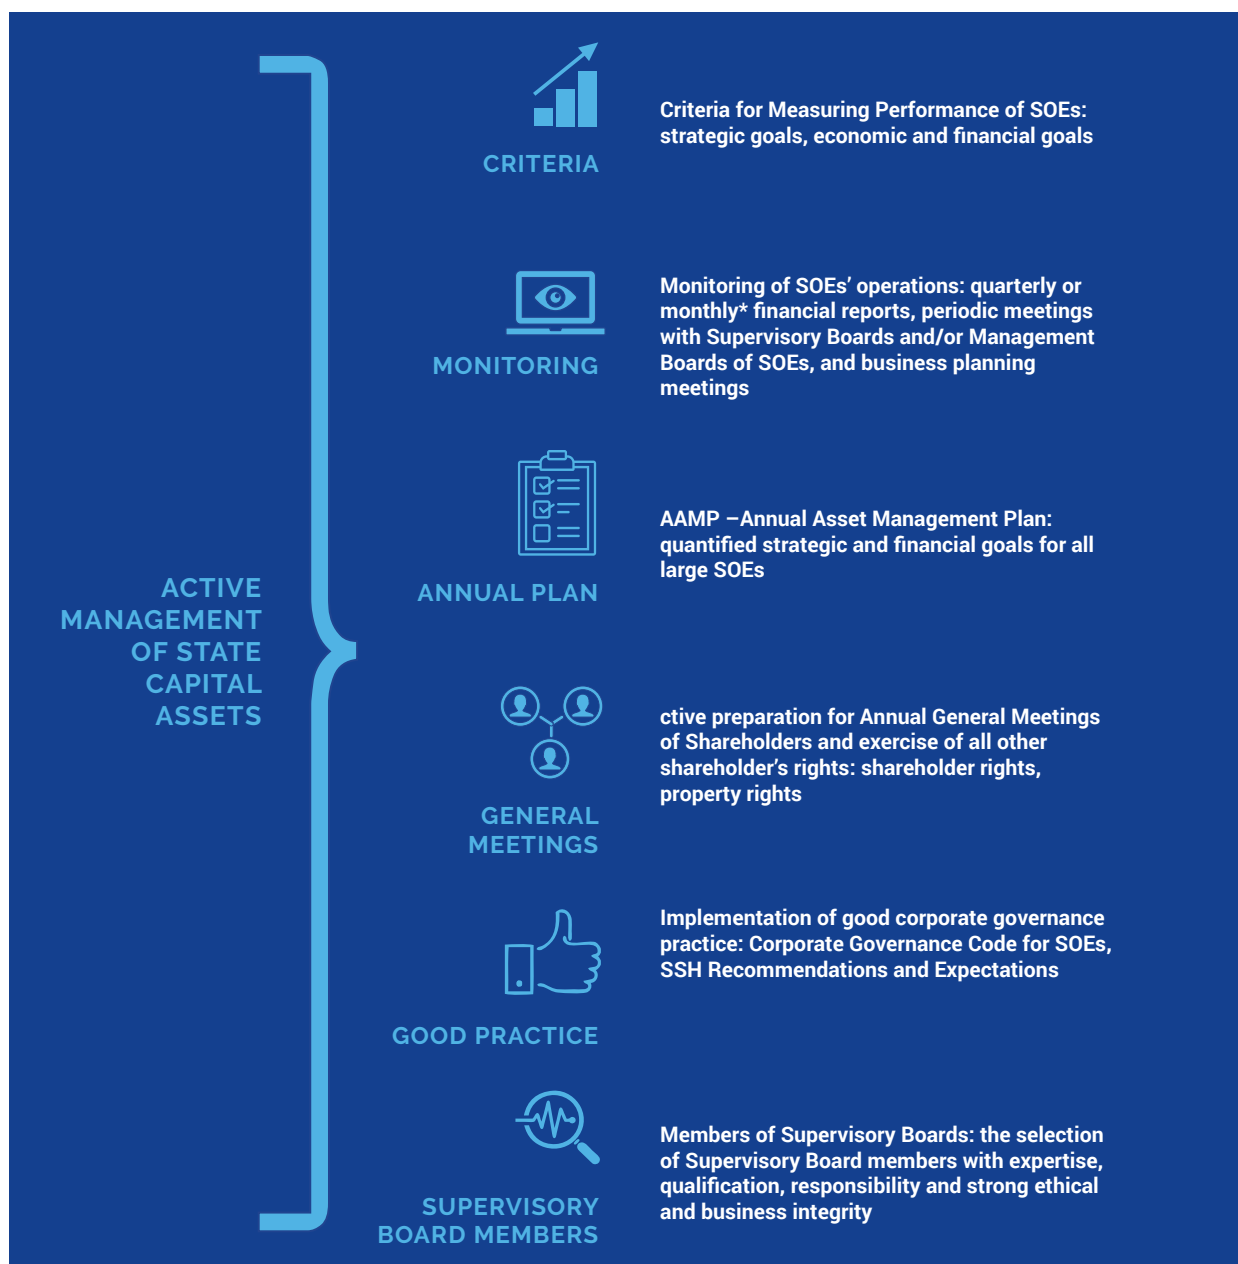 ACTIVE
MANAGEMENT
OF STATE
CAPITAL
ASSETS
CRITERIA
Criteria for Measuring Performance of SOEs:
strategic goals, economic and financial goals
MONITORING
Monitoring of SOEs’ operations: quarterly or
monthly* financial reports, periodic meetings
with Supervisory Boards and/or Management
Boards of SOEs, and business planning
meetings
ANNUAL PLAN
AAMP –Annual Asset Management Plan:
quantified strategic and financial goals for all
large SOEs
GENERAL
MEETINGS
ctive preparation for Annual General Meetings
of Shareholders and exercise of all other
shareholder’s rights: shareholder rights,
property rights
GOOD PRACTICE
Implementation of good corporate governance
practice: Corporate Governance Code for SOEs,
SSH Recommendations and Expectations
SUPERVISORY
BOARD MEMBERS
Members of Supervisory Boards: the selection
of Supervisory Board members with expertise,
qualification, responsibility and strong ethical
and business integrity